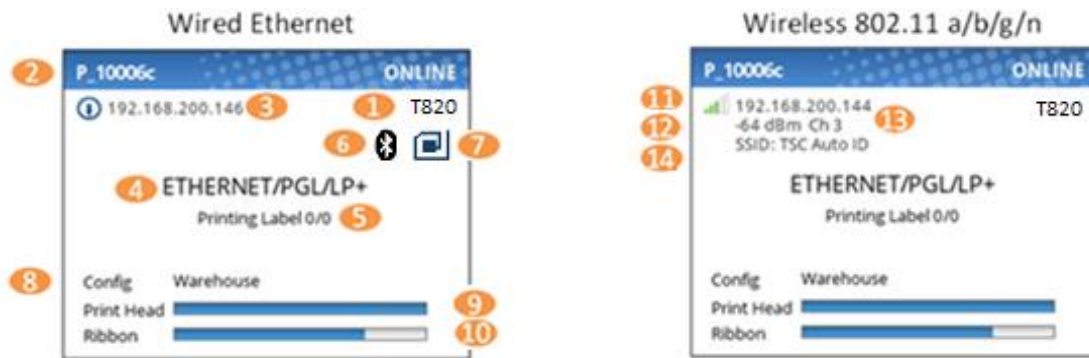 Wired Ethernet
2 P_10006c ONLINE
192.168.200.146 3 1 T820
6 7
4 ETHERNET/PGL/LP+
Printing Label 0/0 5
8 Config Warehouse
Print Head 9
Ribbon 10
Wireless 802.11 a/b/g/n
P_10006c ONLINE
11 192.168.200.144 T820
12 -64 dBm Ch 3 13
14 SSID: TSC Auto ID
ETHERNET/PGL/LP+
Printing Label 0/0
Config Warehouse
Print Head
Ribbon